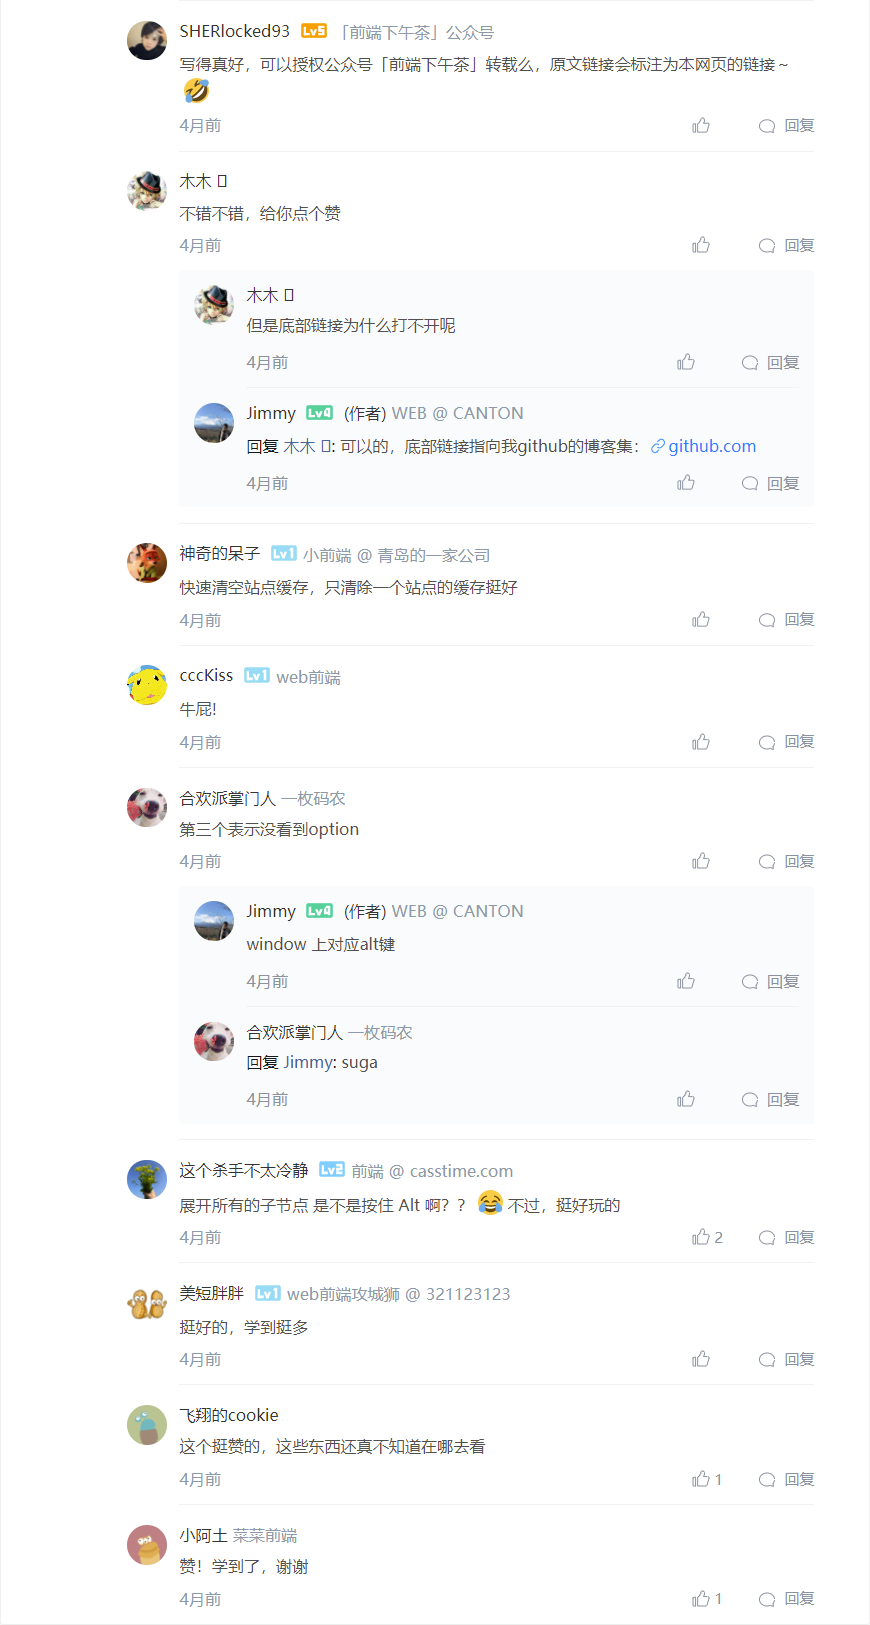 SHERlocked93 Lv5 「前端下午茶」公众号
写得真好，可以授权公众号「前端下午茶」转载么，原文链接会标注为本网页的链接~
🤣
4月前 回复
木木 
不错不错，给你点个赞
4月前 回复
木木 
但是底部链接为什么打不开呢
4月前 回复
Jimmy Lv4 (作者) WEB @ CANTON
回复 木木 : 可以的，底部链接指向我github的博客集： github.com
4月前 回复
神奇的呆子 Lv1 小前端 @ 青岛的一家公司
快速清空站点缓存，只清除一个站点的缓存挺好
4月前 回复
cccKiss Lv1 web前端
牛屁!
4月前 回复
合欢派掌门人 一枚码农
第三个表示没看到option
4月前 回复
Jimmy Lv4 (作者) WEB @ CANTON
window 上对应alt键
4月前 回复
合欢派掌门人 一枚码农
回复 Jimmy: suga
4月前 回复
这个杀手不太冷静 Lv2 前端 @ casstime.com
展开所有的子节点 是不是按住 Alt 啊？？ 😂 不过，挺好玩的
4月前 2 回复
美短胖胖 Lv1 web前端攻城狮 @ 321123123
挺好的，学到挺多
4月前 回复
飞翔的cookie
这个挺赞的，这些东西还真不知道在哪去看
4月前 1 回复
小阿土 菜菜前端
赞！学到了，谢谢
4月前 1 回复